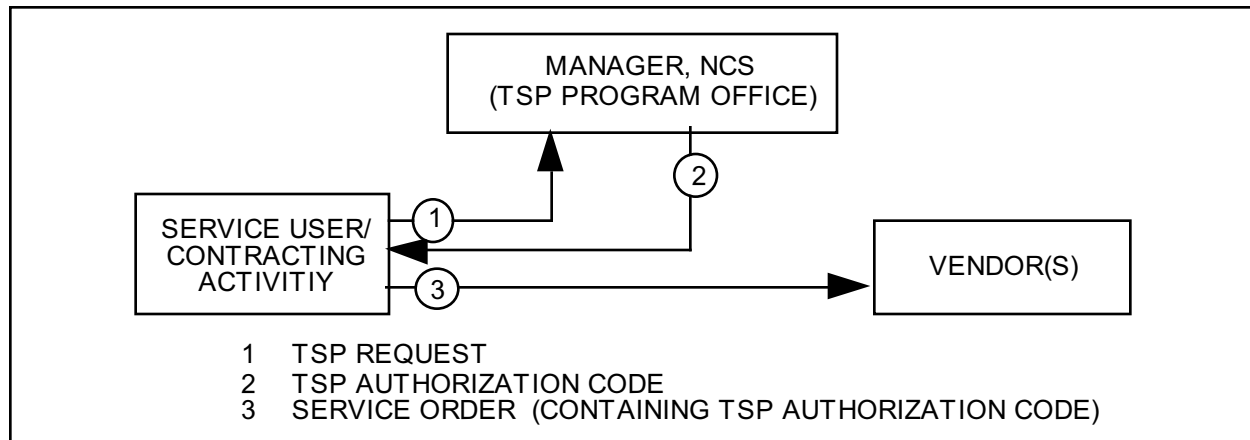 MANAGER, NCS
(TSP PROGRAM OFFICE)
2
1
SERVICE USER/
CONTRACTING
ACTIVITIY
3
VENDOR(S)
1 TSP REQUEST
2 TSP AUTHORIZATION CODE
3 SERVICE ORDER (CONTAINING TSP AUTHORIZATION CODE)